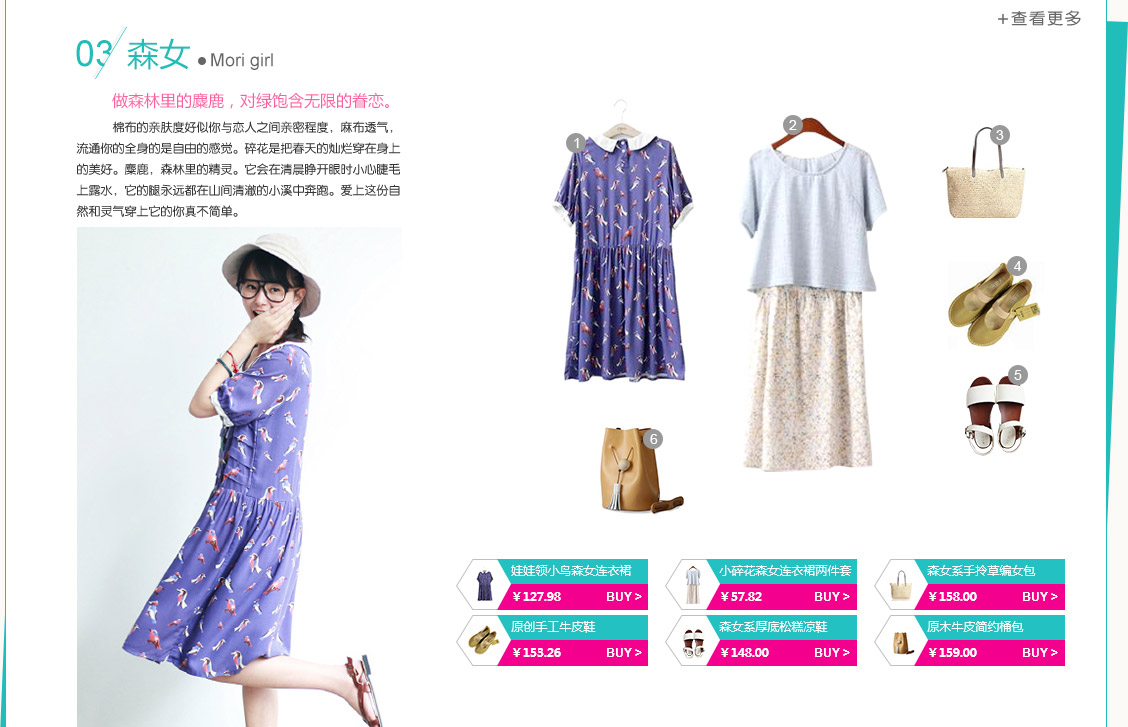 +查看更多
03 森女 ●Mori girl
做森林里的麋鹿，对绿饱含无限的眷恋。
棉布的亲肤度好似你与恋人之间亲密程度，麻布透气，
流通你的全身的是自由的感觉。碎花是把春天的灿烂穿在身上
的美好。麋鹿，森林里的精灵。它会在清晨睁开眼时小心睫毛
上露水，它的腿永远都在山间清澈的小溪中奔跑。爱上这份自
然和灵气穿上它的你真不简单。
1
2
3
4
5
6
娃娃领小鸟森女连衣裙
￥127.98 BUY >
小碎花森女连衣裙两件套
￥57.82 BUY >
森女系手拎草编女包
￥158.00 BUY >
原创手工牛皮鞋
￥153.26 BUY >
森女系厚底松糕凉鞋
￥148.00 BUY >
原木牛皮简约桶包
￥159.00 BUY >